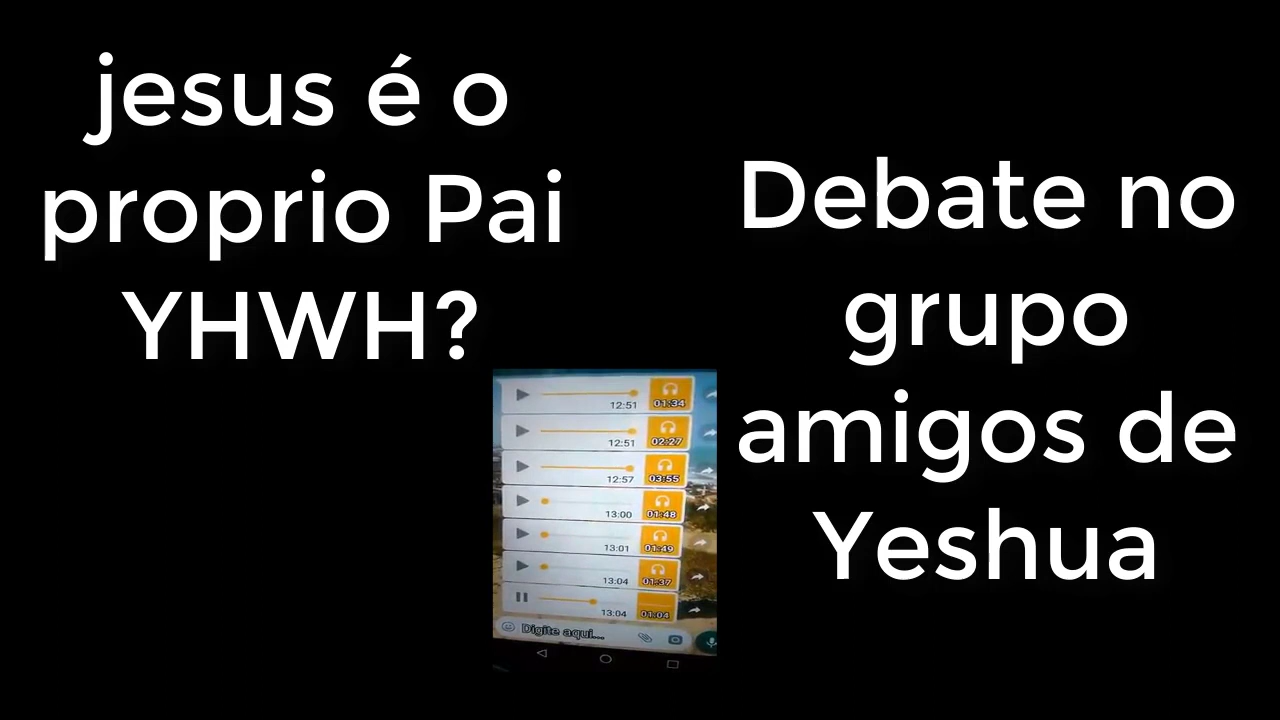 jesus é o
proprio Pai
YHWH?
Debate no
grupo
amigos de
Yeshua
12:51
01:34
12:51
02:27
12:57
03:55
13:00
01:48
13:01
01:49
13:04
01:37
13:04
01:04
Digite aqui...